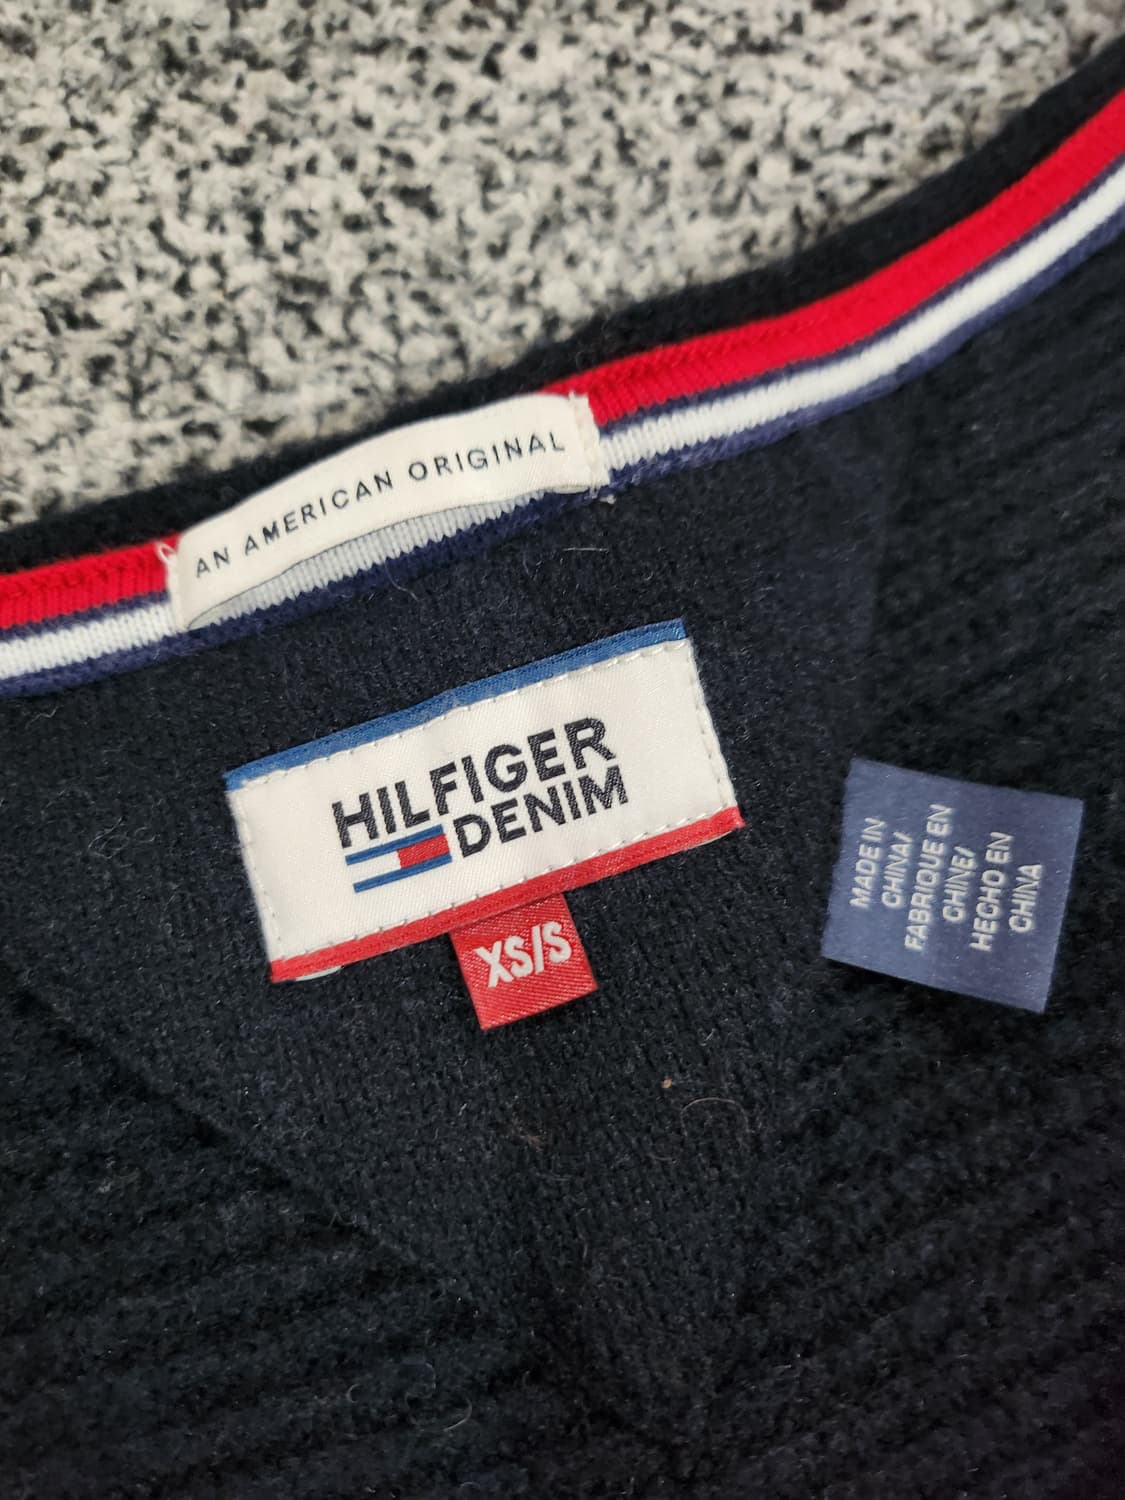 AN AMERICAN ORIGINAL
HILFIGER
DENIM
XS/S
MADE IN
CHINA/
FABRIQUE EN
CHINE/
HECHO EN
CHINA